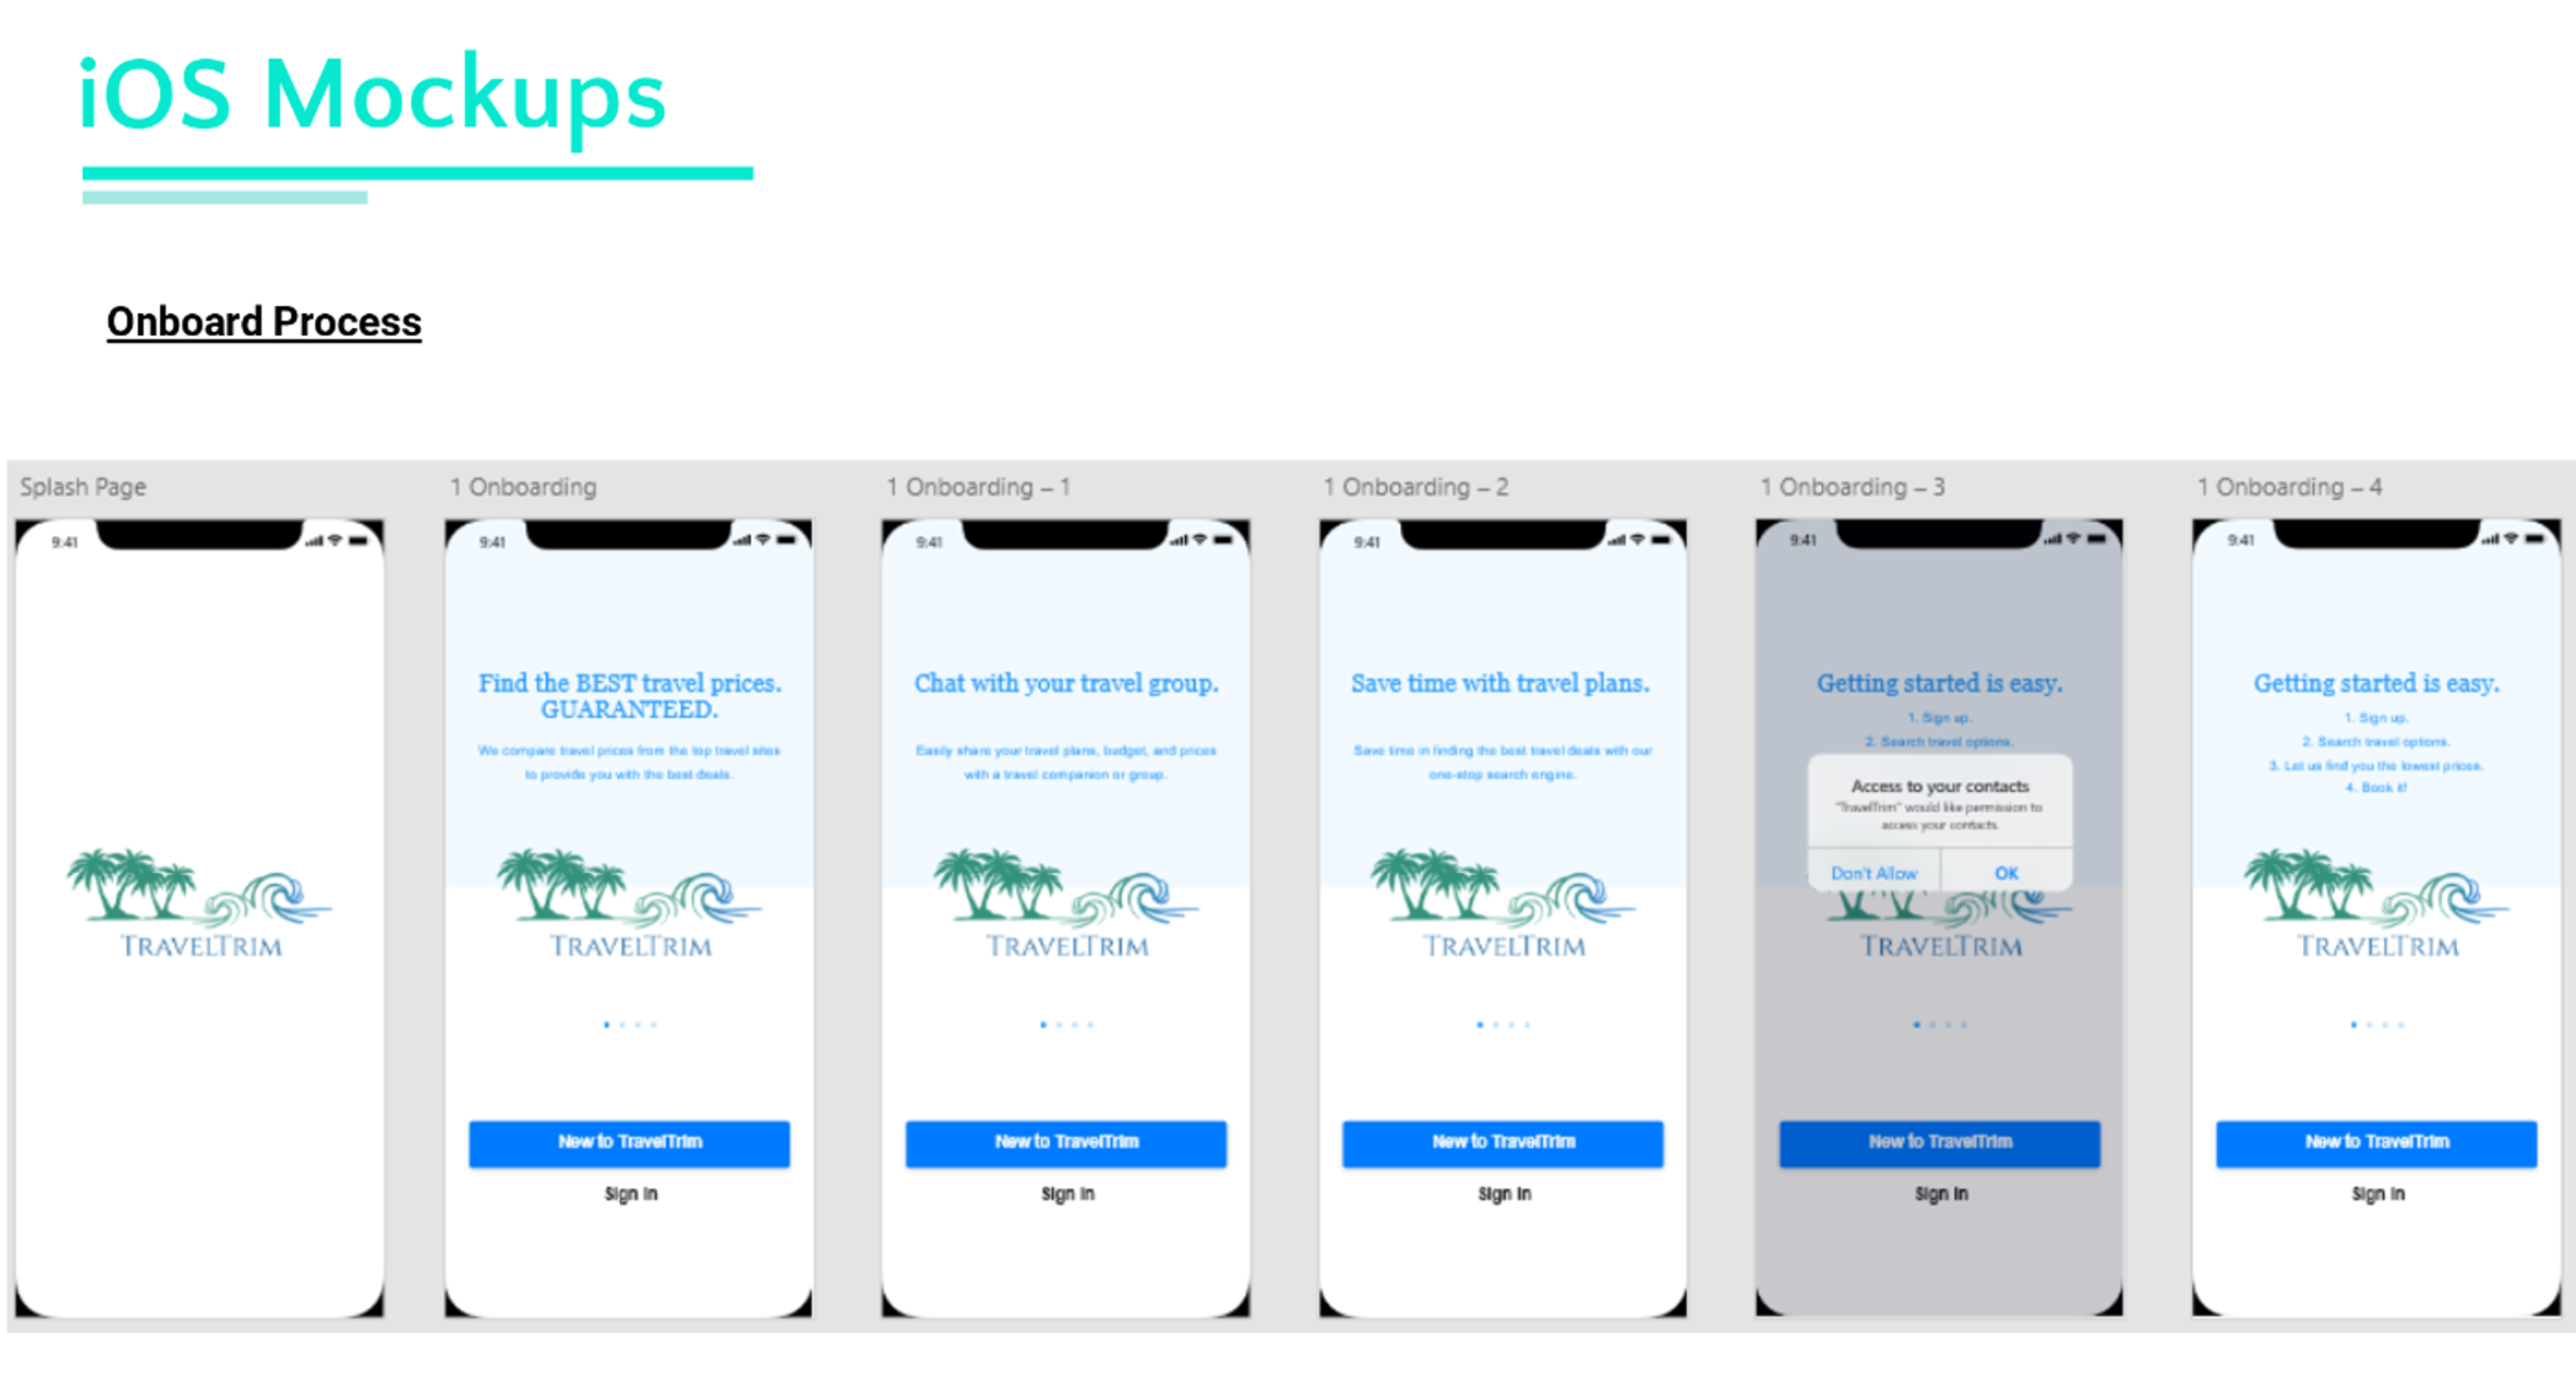 iOS Mockups
Onboard Process
Splash Page
9:41
TRAVELTRIM
1 Onboarding
9:41
Find the BEST travel prices.
GUARANTEED.
We compare travel prices from the top travel sites
to provide you with the best deals.
TRAVELTRIM
New to TravelTrim
Sign In
1 Onboarding – 1
9:41
Chat with your travel group.
Easily share your travel plans, budget, and prices
with a travel companion or group.
TRAVELTRIM
New to TravelTrim
Sign In
1 Onboarding – 2
9:41
Save time with travel plans.
Save time in finding the best travel deals with our
one-stop search engine.
TRAVELTRIM
New to TravelTrim
Sign In
1 Onboarding – 3
9:41
Getting started is easy.
1. Sign up.
2. Search travel options.
Access to your contacts
"TravelTrim" would like permission to
access your contacts.
Don't Allow
OK
TRAVELTRIM
New to TravelTrim
Sign In
1 Onboarding – 4
9:41
Getting started is easy.
1. Sign up.
2. Search travel options.
3. Let us find you the lowest prices.
4. Book it!
TRAVELTRIM
New to TravelTrim
Sign In